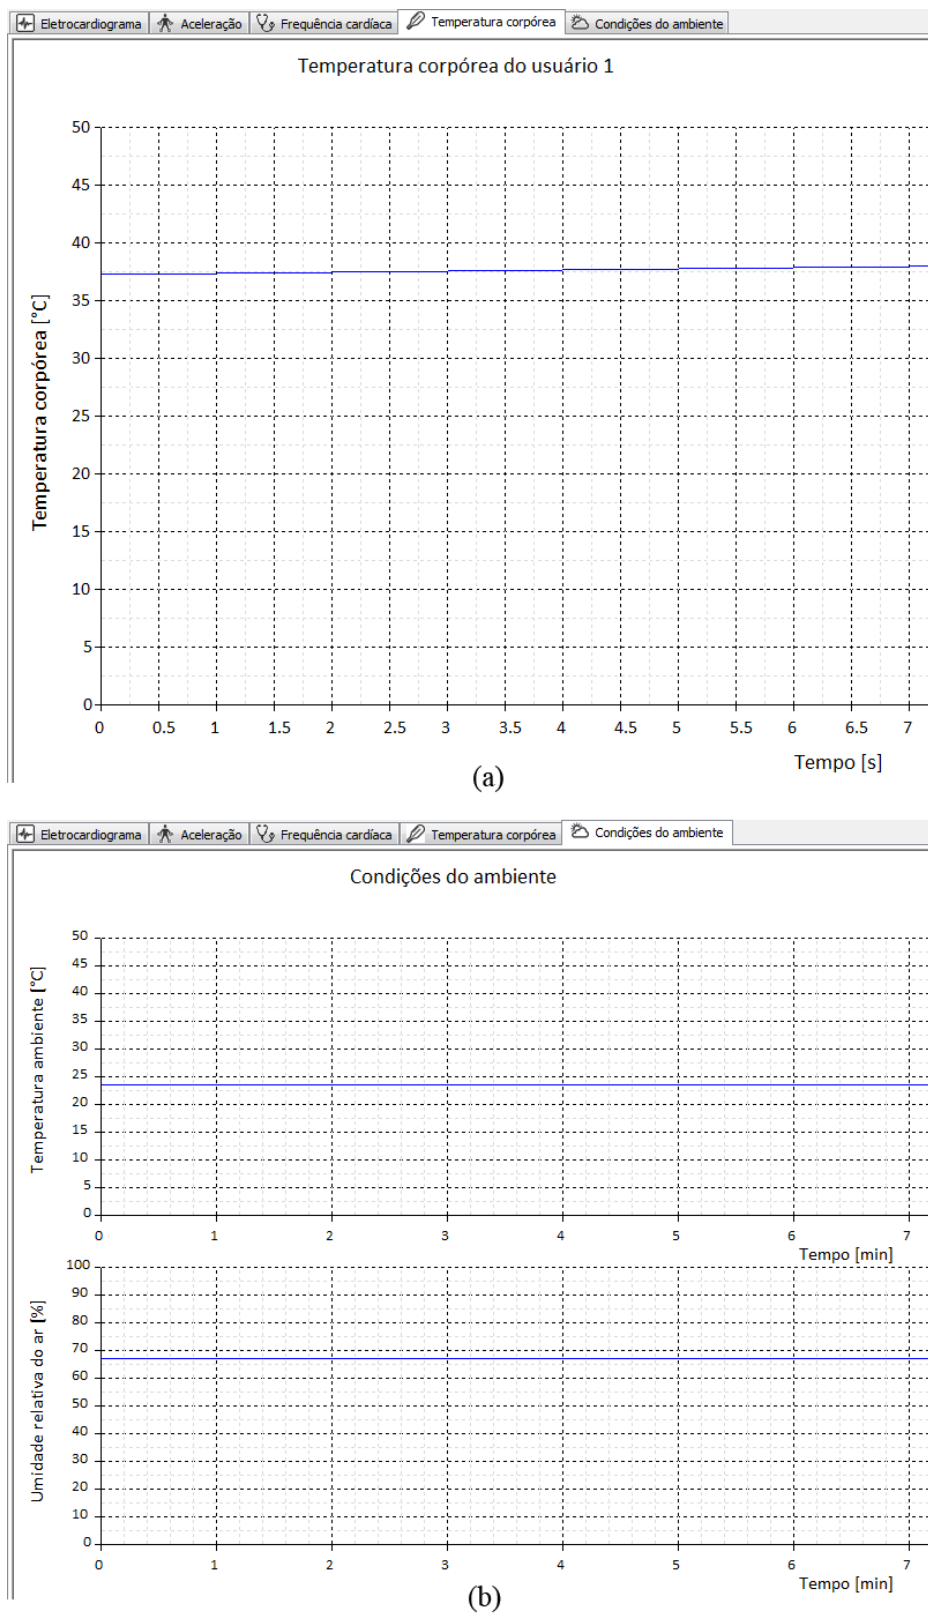 Eletrocardiograma Aceleração Frequência cardíaca Temperatura corpórea Condições do ambiente
Temperatura corpórea do usuário 1
Temperatura corpórea [°C]
50
45
40
35
30
25
20
15
10
5
0
0 0.5 1 1.5 2 2.5 3 3.5 4 4.5 5 5.5 6 6.5 7
Tempo [s]
(a)
Eletrocardiograma Aceleração Frequência cardíaca Temperatura corpórea Condições do ambiente
Condições do ambiente
Temperatura ambiente [°C]
50
45
40
35
30
25
20
15
10
5
0
0 1 2 3 4 5 6 7
Tempo [min]
Umidade relativa do ar [%]
100
90
80
70
60
50
40
30
20
10
0
0 1 2 3 4 5 6 7
Tempo [min]
(b)